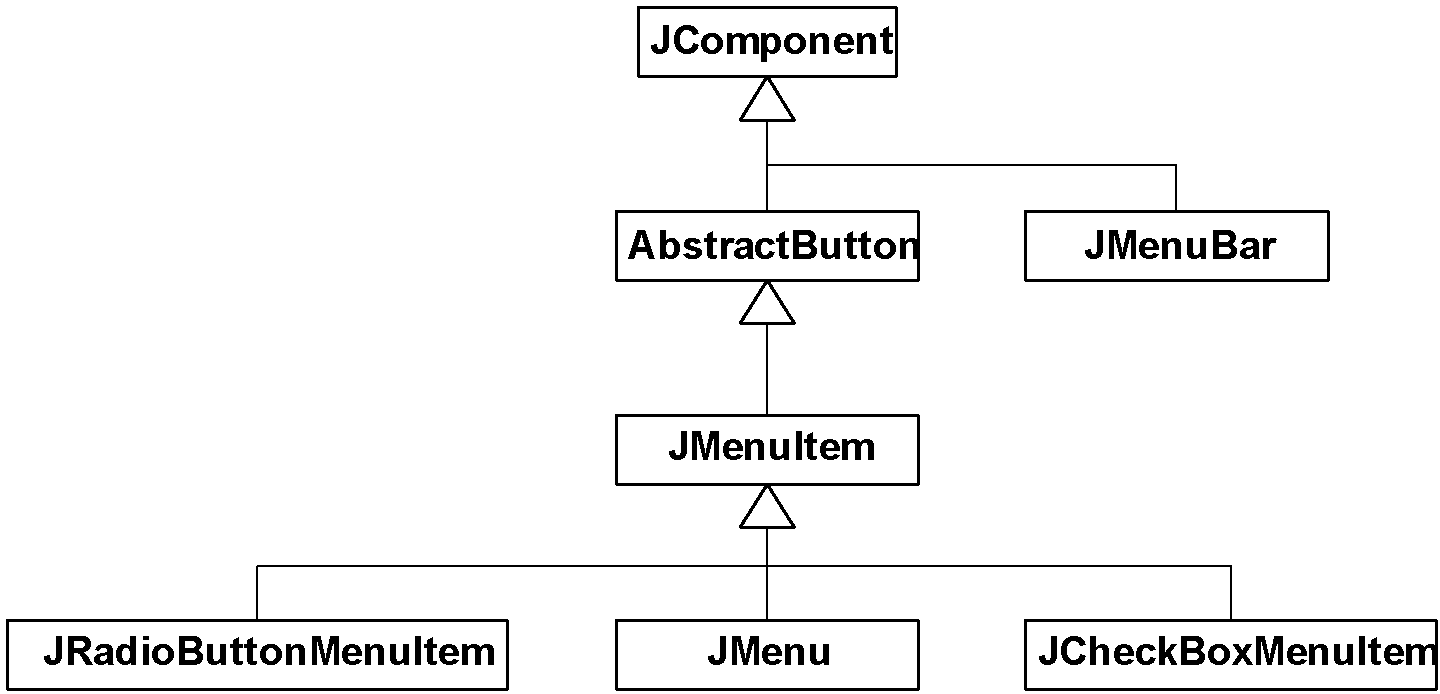 JComponent
AbstractButton
JMenuBar
JMenuItem
JRadioButtonMenuItem
JMenu
JCheckBoxMenuItem